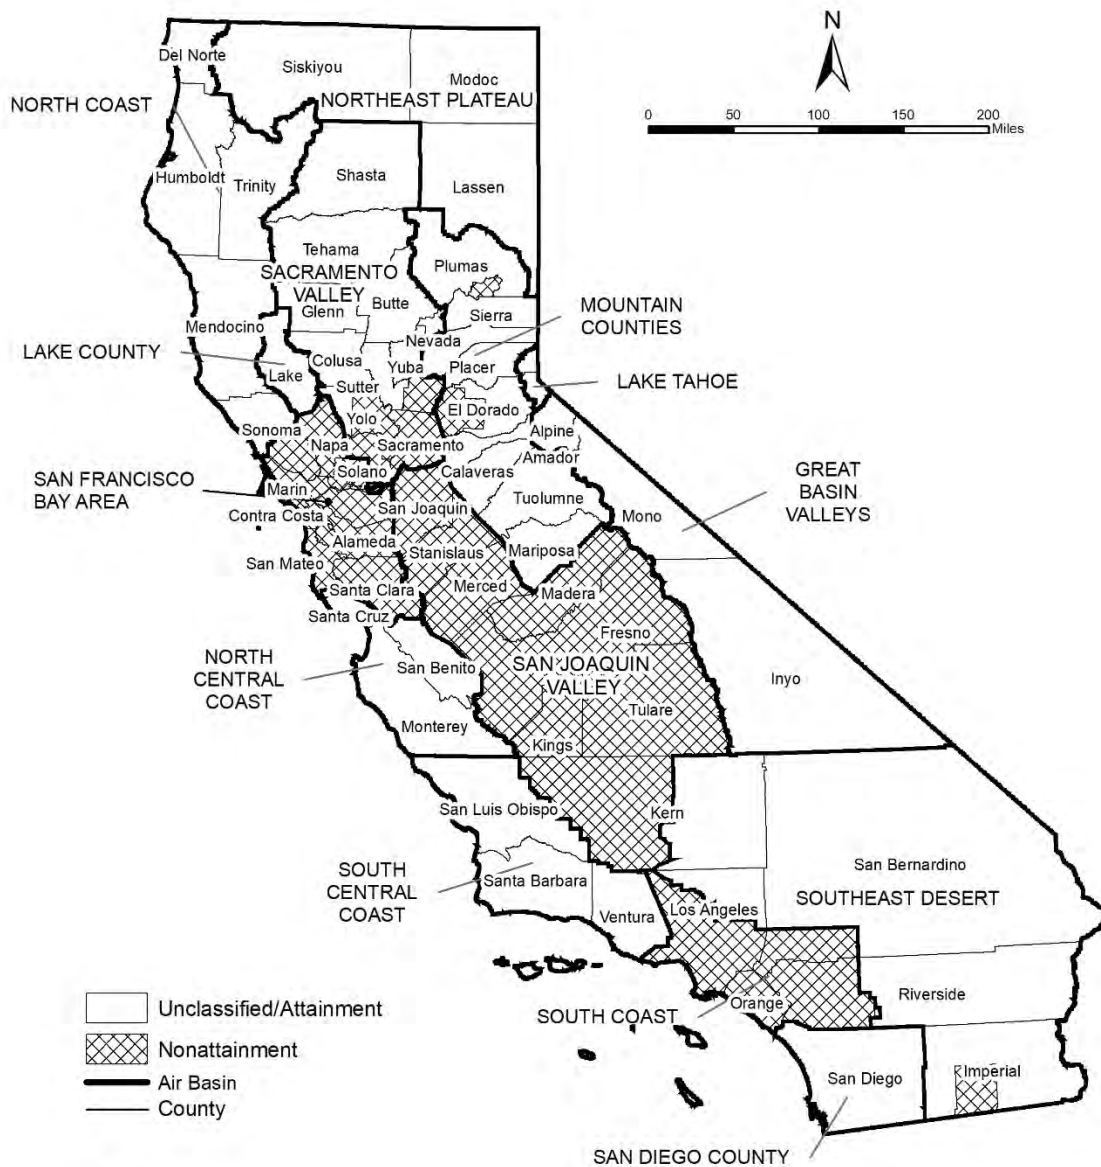 N
0 50 100 150 200
Miles
Del Norte
Siskiyou
Modoc
NORTH COAST
NORTHEAST PLATEAU
Humboldt
Trinity
Shasta
Lassen
Tehama
Plumas
SACRAMENTO
VALLEY
Butte
Glenn
Sierra
MOUNTAIN
COUNTIES
Mendocino
Nevada
LAKE COUNTY
Colusa
Yuba
Placer
Lake
LAKE TAHOE
Sutter
El Dorado
Yolo
Sonoma
Napa
Sacramento
Alpine
Amador
Solano
Calaveras
SAN FRANCISCO
BAY AREA
Marin
Tuolumne
GREAT
BASIN
VALLEYS
Contra Costa
San Joaquin
Mono
Alameda
Stanislaus
Mariposa
San Mateo
Santa Clara
Merced
Madera
Santa Cruz
Fresno
NORTH
CENTRAL
COAST
San Benito
SAN JOAQUIN
VALLEY
Inyo
Tulare
Monterey
Kings
San Luis Obispo
Kern
SOUTH
CENTRAL
COAST
Santa Barbara
San Bernardino
SOUTHEAST DESERT
Ventura
Los Angeles
Riverside
Orange
SOUTH COAST
San Diego
Imperial
SAN DIEGO COUNTY
Unclassified/Attainment
Nonattainment
Air Basin
County